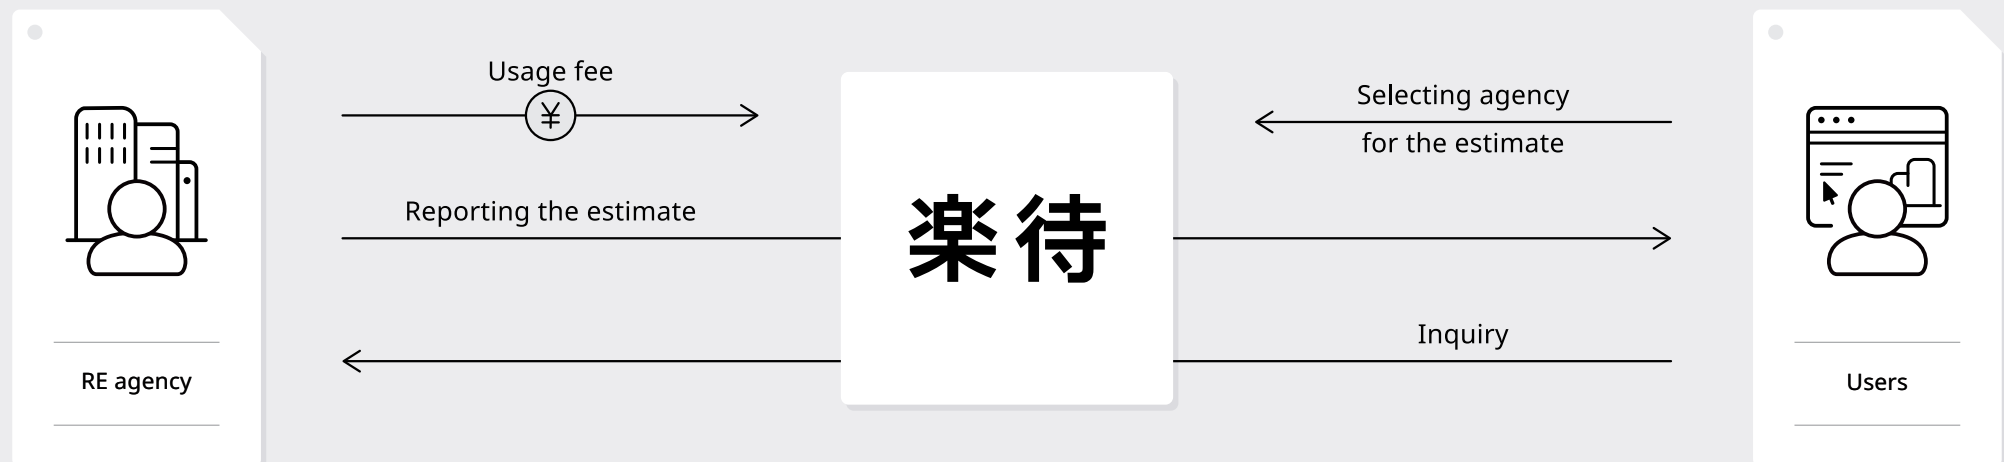 Usage fee
¥
Reporting the estimate
RE agency
楽待
Selecting agency
for the estimate
Inquiry
Users